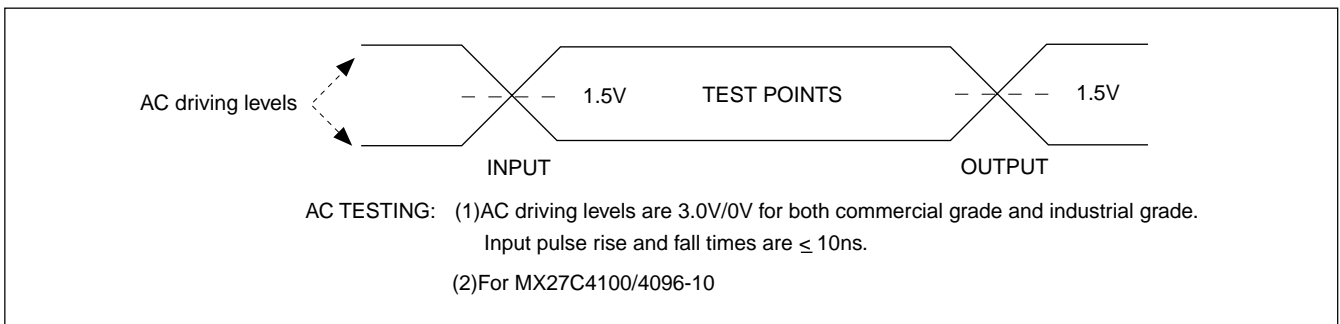 AC driving levels
1.5V
TEST POINTS
1.5V
INPUT
OUTPUT
AC TESTING: (1)AC driving levels are 3.0V/0V for both commercial grade and industrial grade.
Input pulse rise and fall times are ≤ 10ns.
(2)For MX27C4100/4096-10